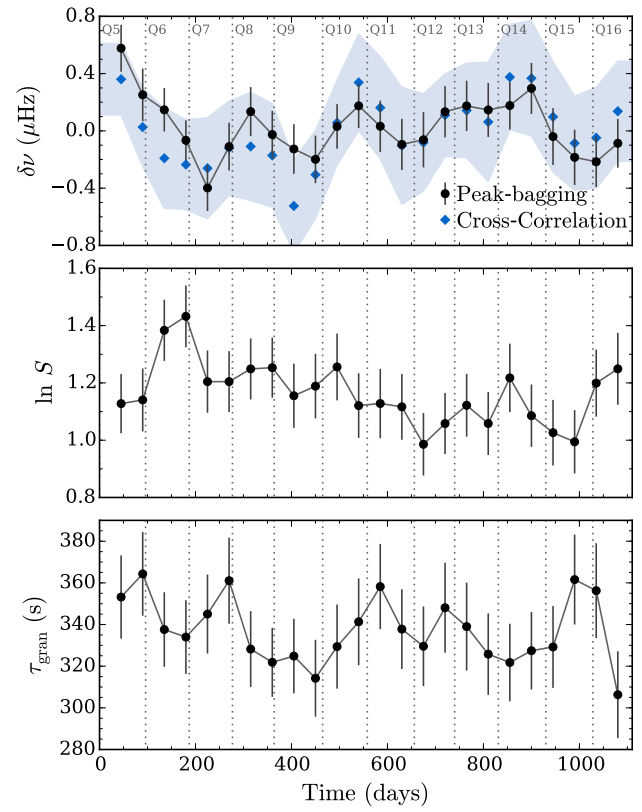 Q5 Q6 Q7 Q8 Q9 Q10 Q11 Q12 Q13 Q14 Q15 Q16
0.8
0.4
0.0
−0.4
−0.8
δν (μHz)
Peak-bagging
Cross-Correlation
1.6
1.4
1.2
1.0
0.8
ln S
380
360
340
320
300
280
τgran (s)
0 200 400 600 800 1000
Time (days)